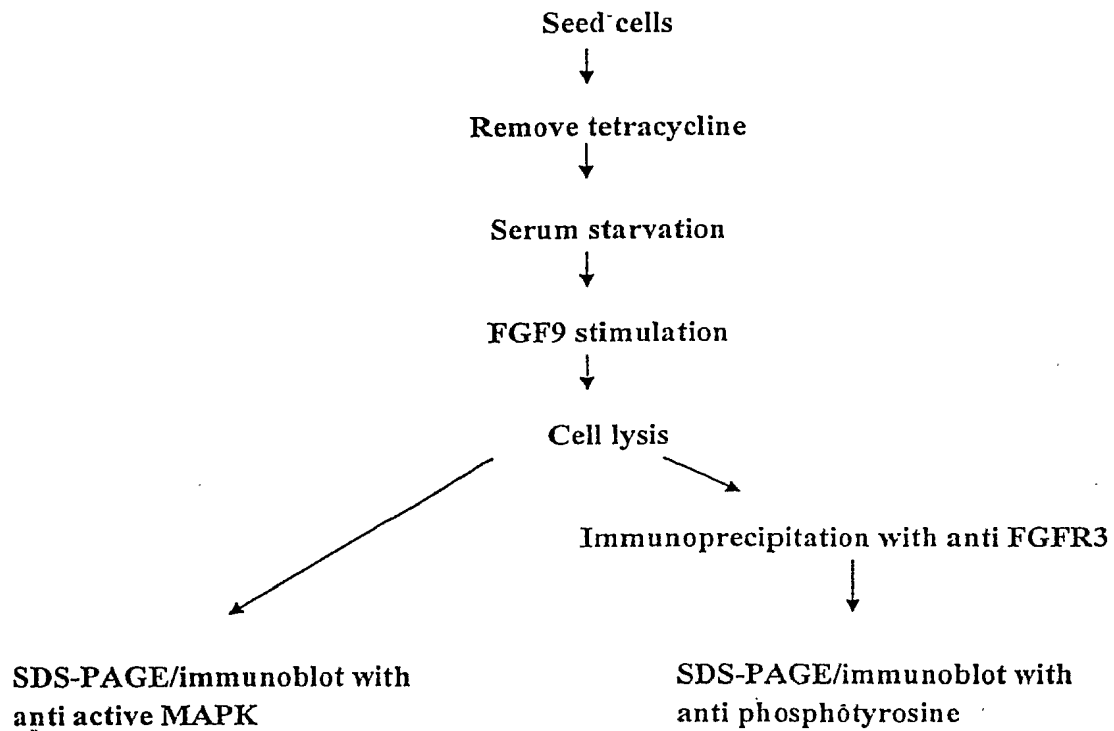 Seed cells
Remove tetracycline
Serum starvation
FGF9 stimulation
Cell lysis
Immunoprecipitation with anti FGFR3
SDS-PAGE/immunoblot with
anti active MAPK
SDS-PAGE/immunoblot with
anti phosphotyrosine